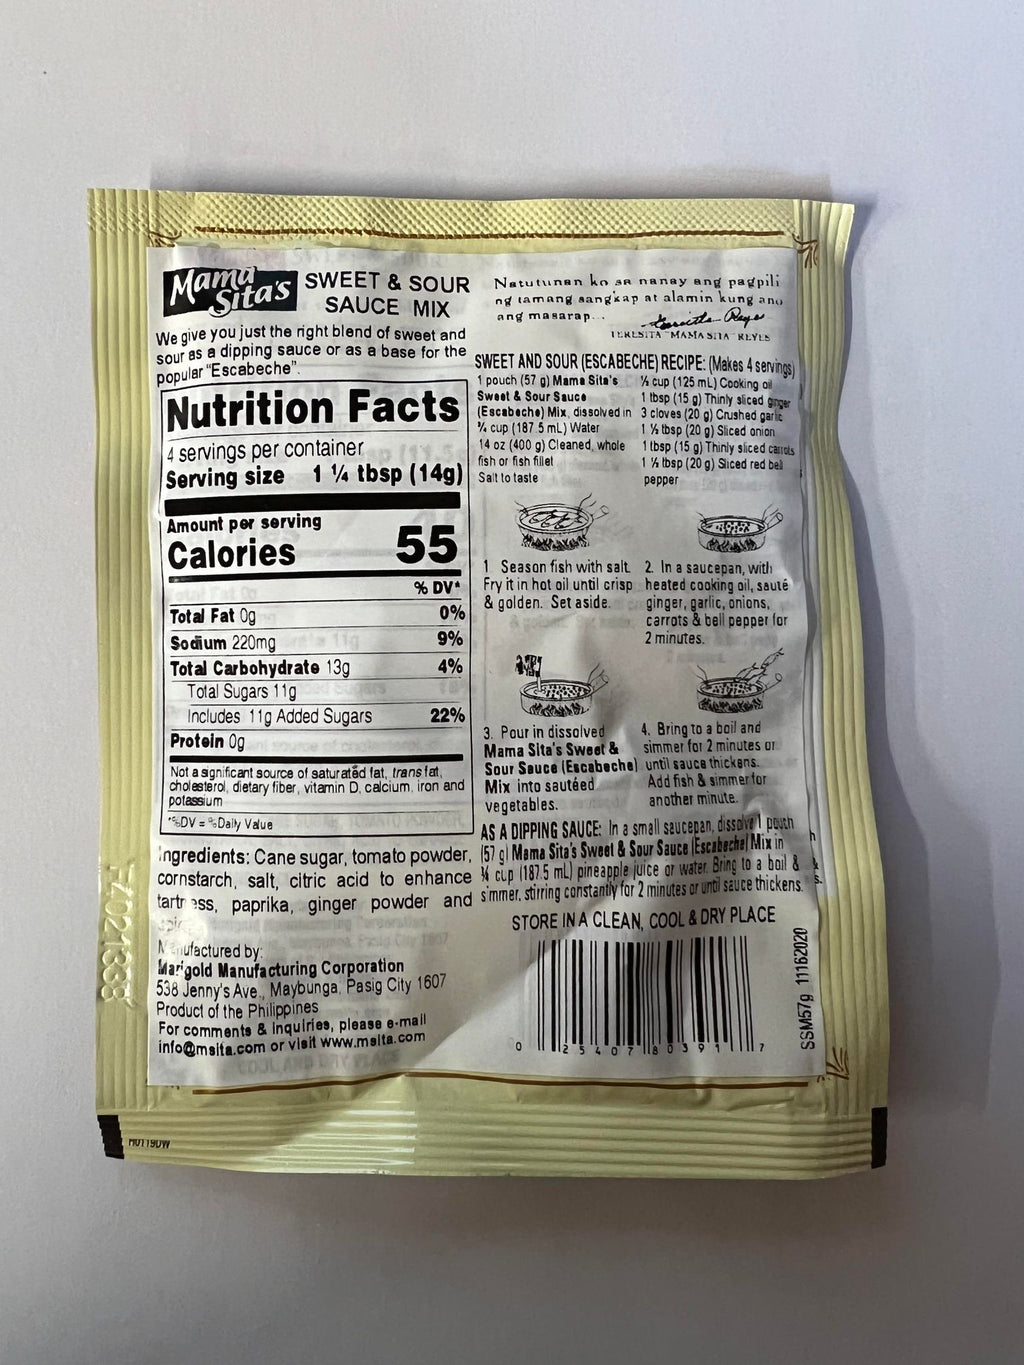 Mama Sita's
SWEET & SOUR
SAUCE MIX
We give you just the right blend of sweet and
sour as a dipping sauce or as a base for the
popular "Escabeche".
Nutrition Facts
4 servings per container
Serving size 1 ¼ tbsp (14g)
Amount per serving
Calories 55
% DV*
Total Fat 0g 0%
Sodium 220mg 9%
Total Carbohydrate 13g 4%
Total Sugars 11g
Includes 11g Added Sugars 22%
Protein 0g
Not a significant source of saturated fat, trans fat,
cholesterol, dietary fiber, vitamin D, calcium, iron and
potassium
*%DV = %Daily Value
Ingredients: Cane sugar, tomato powder,
cornstarch, salt, citric acid to enhance
tartness, paprika, ginger powder and
Manufactured by:
Marigold Manufacturing Corporation
538 Jenny's Ave., Maybunga, Pasig City 1607
Product of the Philippines
For comments & inquiries, please e-mail
info@msita.com or visit www.msita.com
Natutunan ko sa nanay ang pagpili
ng tamang sangkap at alamin kung ano
ang masarap...
Teresita Reyes
TERESITA "MAMA SITA" REYES
SWEET AND SOUR (ESCABECHE) RECIPE: (Makes 4 servings)
1 pouch (57 g) Mama Sita's
Sweet & Sour Sauce
(Escabeche) Mix, dissolved in
¾ cup (187.5 mL) Water
14 oz (400 g) Cleaned, whole
fish or fish fillet
Salt to taste
½ cup (125 mL) Cooking oil
1 tbsp (15 g) Thinly sliced ginger
3 cloves (20 g) Crushed garlic
1 ½ tbsp (20 g) Sliced onion
1 tbsp (15 g) Thinly sliced carrots
1 ½ tbsp (20 g) Sliced red bell
pepper
1. Season fish with salt.
Fry it in hot oil until crisp
& golden. Set aside.
2. In a saucepan, with
heated cooking oil, sauté
ginger, garlic, onions,
carrots & bell pepper for
2 minutes.
3. Pour in dissolved
Mama Sita's Sweet &
Sour Sauce (Escabeche)
Mix into sautéed
vegetables.
4. Bring to a boil and
simmer for 2 minutes or
until sauce thickens.
Add fish & simmer for
another minute.
AS A DIPPING SAUCE: In a small saucepan, dissolve 1 pouch
(57 g) Mama Sita's Sweet & Sour Sauce (Escabeche) Mix in
¾ cup (187.5 mL) pineapple juice or water. Bring to a boil &
simmer, stirring constantly for 2 minutes or until sauce thickens.
STORE IN A CLEAN, COOL & DRY PLACE
0 25407 80391 7
SSM57g 11162020